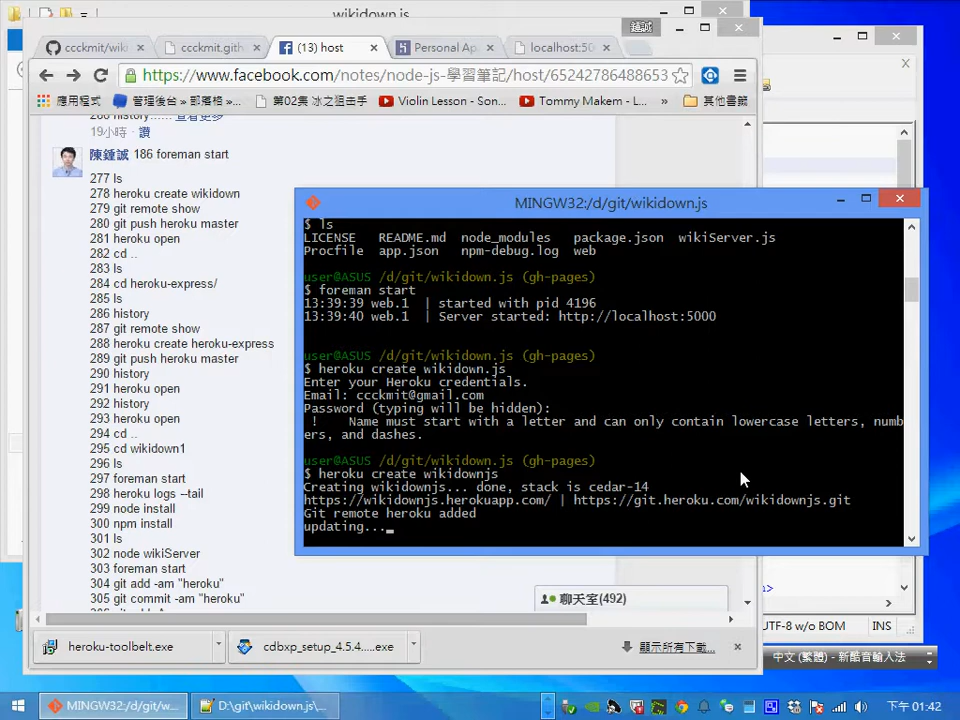 wikidown.js
越誠
ccckmit/wiki
ccckmit.gith
(13) host
Personal Ap
localhost:50
https://www.facebook.com/notes/node-js-學習筆記/host/65242786488653
應用程式
管理後台 » 部落格 »...
第02集 冰之狙击手
Violin Lesson - Son...
Tommy Makem - L...
»
其他書籤
286 history...... 查看更多
19小時 · 讚
陳鍾誠 186 foreman start
277 ls
278 heroku create wikidown
279 git remote show
280 git push heroku master
281 heroku open
282 cd ..
283 ls
284 cd heroku-express/
285 ls
286 history
287 git remote show
288 heroku create heroku-express
289 git push heroku master
290 history
291 heroku open
292 history
293 heroku open
294 cd ..
295 cd wikidown1
296 ls
297 foreman start
298 heroku logs --tail
299 node install
300 npm install
301 ls
302 node wikiServer
303 ls
304 git add -am "heroku"
305 git commit -am "heroku"
MINGW32:/d/git/wikidown.js
$ ls
LICENSE README.md node_modules package.json wikiServer.js
Procfile app.json npm-debug.log web
user@ASUS /d/git/wikidown.js (gh-pages)
$ foreman start
13:39:39 web.1 | started with pid 4196
13:39:40 web.1 | Server started: http://localhost:5000
user@ASUS /d/git/wikidown.js (gh-pages)
$ heroku create wikidown.js
Enter your Heroku credentials.
Email: ccckmit@gmail.com
Password (typing will be hidden):
! Name must start with a letter and can only contain lowercase letters, numb
ers, and dashes.
user@ASUS /d/git/wikidown.js (gh-pages)
$ heroku create wikidownjs
Creating wikidownjs... done, stack is cedar-14
https://wikidownjs.herokuapp.com/ | https://git.heroku.com/wikidownjs.git
Git remote heroku added
updating...
聊天室(492)
UTF-8 w/o BOM
INS
heroku-toolbelt.exe
cdbxp_setup_4.5.4....exe
顯示所有下載...
中文 (繁體) - 新酷音輸入法
MINGW32:/d/git/w...
D:\git\wikidown.js\...
下午 01:42